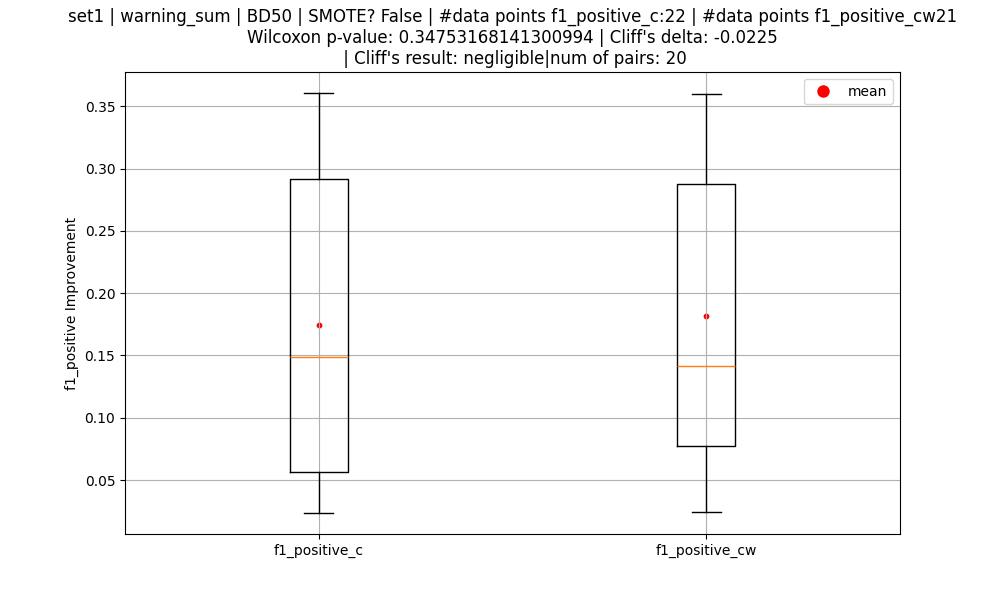 set1 | warning_sum | BD50 | SMOTE? False | #data points f1_positive_c:22 | #data points f1_positive_cw21
Wilcoxon p-value: 0.34753168141300994 | Cliff's delta: -0.0225
| Cliff's result: negligible|num of pairs: 20
mean
0.35
0.30
0.25
0.20
0.15
0.10
0.05
f1_positive Improvement
f1_positive_c
f1_positive_cw